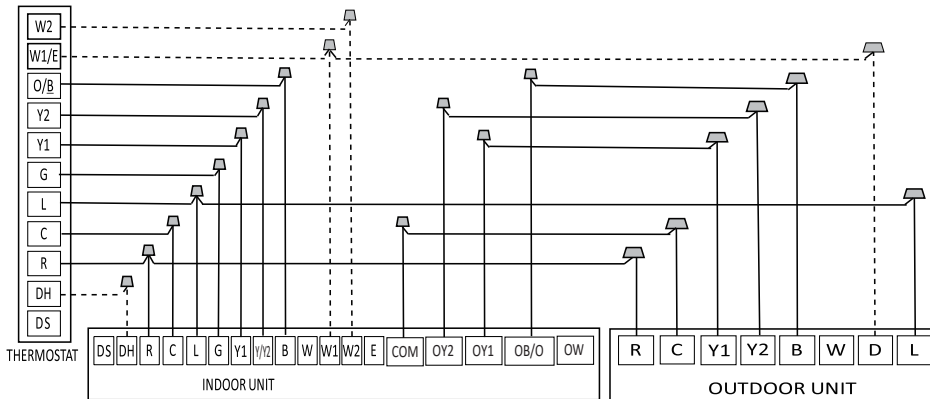 W2
W1/E
O/B
Y2
Y1
G
L
C
R
DH
DS
THERMOSTAT
DS DH R C L G Y1 Y/Y2 B W W1 W2 E COM OY2 OY1 OB/O OW
INDOOR UNIT
R C Y1 Y2 B W D L
OUTDOOR UNIT